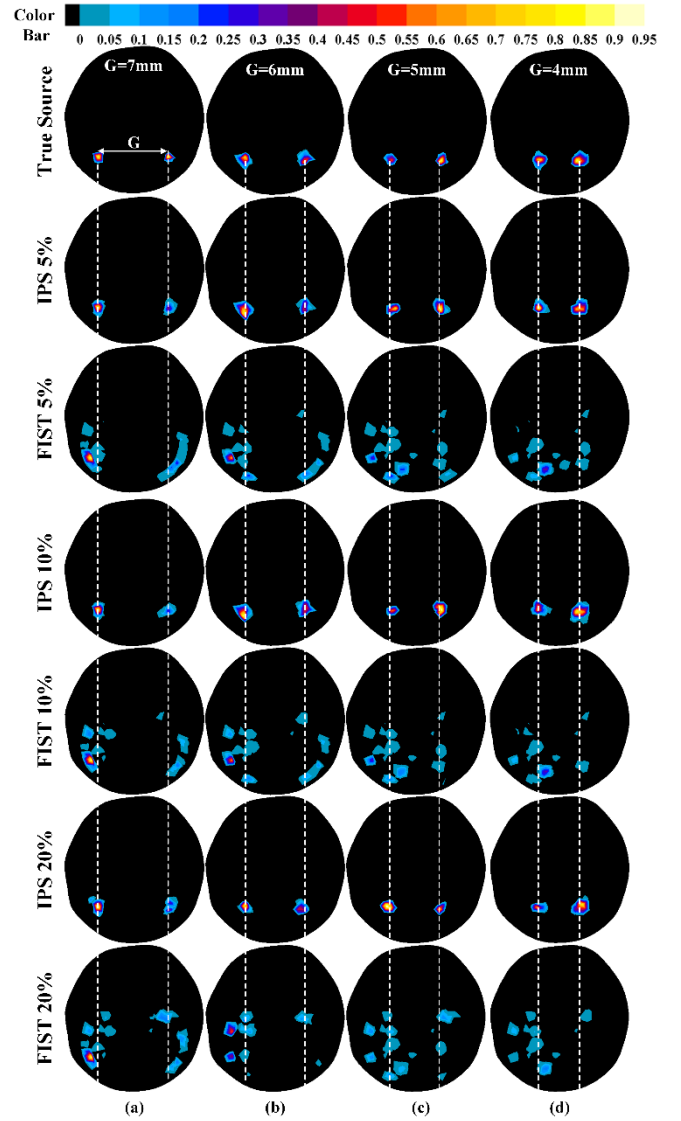 Color
Bar
0 0.05 0.1 0.15 0.2 0.25 0.3 0.35 0.4 0.45 0.5 0.55 0.6 0.65 0.7 0.75 0.8 0.85 0.9 0.95
G=7mm G=6mm G=5mm G=4mm
G
True Source
IPS 5%
FIST 5%
IPS 10%
FIST 10%
IPS 20%
FIST 20%
(a) (b) (c) (d)